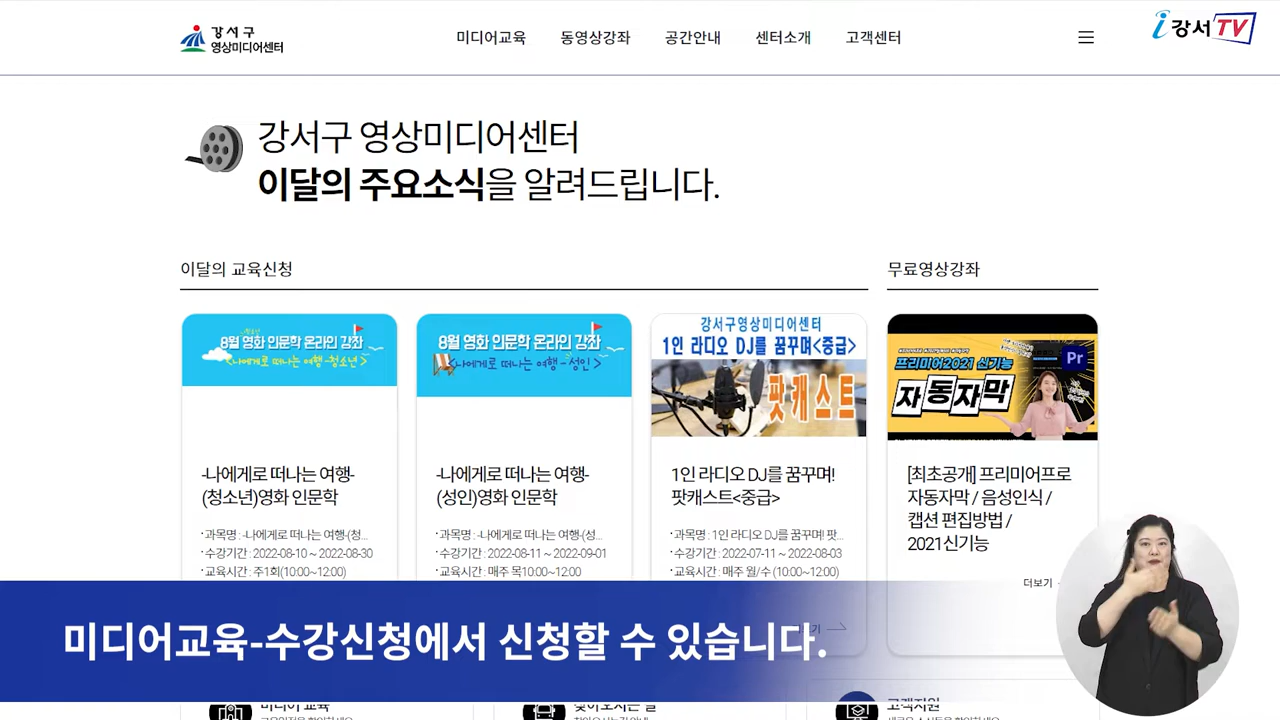 강서구
영상미디어센터
미디어교육 동영상강좌 공간안내 센터소개 고객센터
i강서TV
강서구 영상미디어센터
이달의 주요소식을 알려드립니다.
이달의 교육신청
무료영상강좌
8월 영화 인문학 온라인 강좌
<나에게로 떠나는 여행-청소년>
8월 영화 인문학 온라인 강좌
<나에게로 떠나는 여행-성인>
강서구영상미디어센터
1인 라디오 DJ를 꿈꾸며<중급>
팟캐스트
프리미어2021 신기능
Pr
자동자막
-나에게로 떠나는 여행-
(청소년)영화 인문학
·과목명 : -나에게로 떠나는 여행-(청...
·수강기간 : 2022-08-10 ~ 2022-08-30
·교육시간 : 주1회(10:00~12:00)
-나에게로 떠나는 여행-
(성인)영화 인문학
·과목명 : -나에게로 떠나는 여행-(성...
·수강기간 : 2022-08-11 ~ 2022-09-01
·교육시간 : 매주 목10:00~12:00
1인 라디오 DJ를 꿈꾸며!
팟캐스트<중급>
·과목명 : 1인 라디오 DJ를 꿈꾸며! 팟...
·수강기간 : 2022-07-11 ~ 2022-08-03
·교육시간 : 매주 월/수 (10:00~12:00)
[최초공개] 프리미어프로
자동자막 / 음성인식 /
캡션 편집방법 /
2021신기능
더보기
미디어교육-수강신청에서 신청할 수 있습니다.
미디어 교육
찾아오시는 길
고객지원